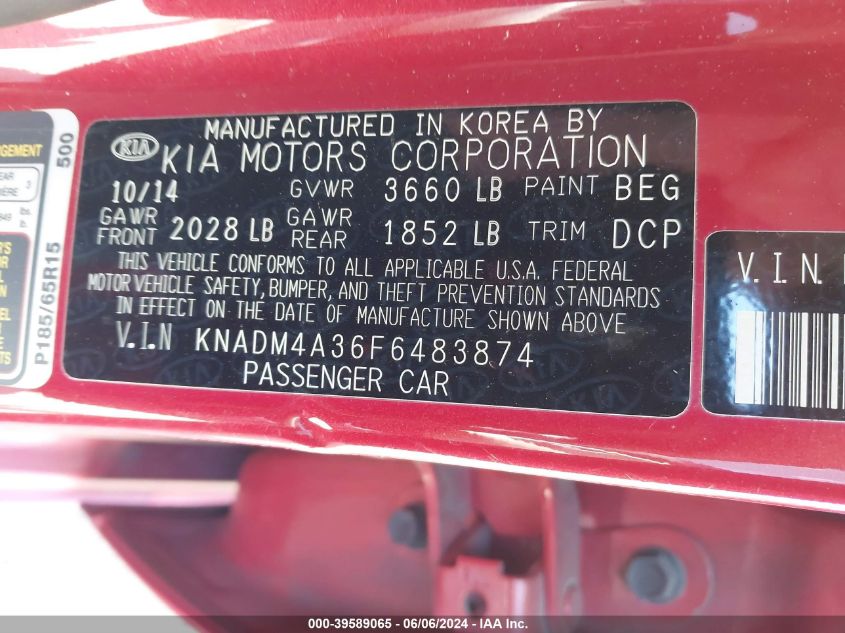 MANUFACTURED IN KOREA BY
KIA KIA MOTORS CORPORATION
10/14 GVWR 3660 LB PAINT BEG
GAWR FRONT 2028 LB GAWR REAR 1852 LB TRIM DCP
THIS VEHICLE CONFORMS TO ALL APPLICABLE U.S.A. FEDERAL
MOTOR VEHICLE SAFETY, BUMPER, AND THEFT PREVENTION STANDARDS
IN EFFECT ON THE DATE OF MANUFACTURE SHOWN ABOVE
V.I.N KNADM4A36F6483874
PASSENGER CAR
V.I.N.
500
P185/65R15
3
lbs.
000-39589065 - 06/06/2024 - IAA Inc.